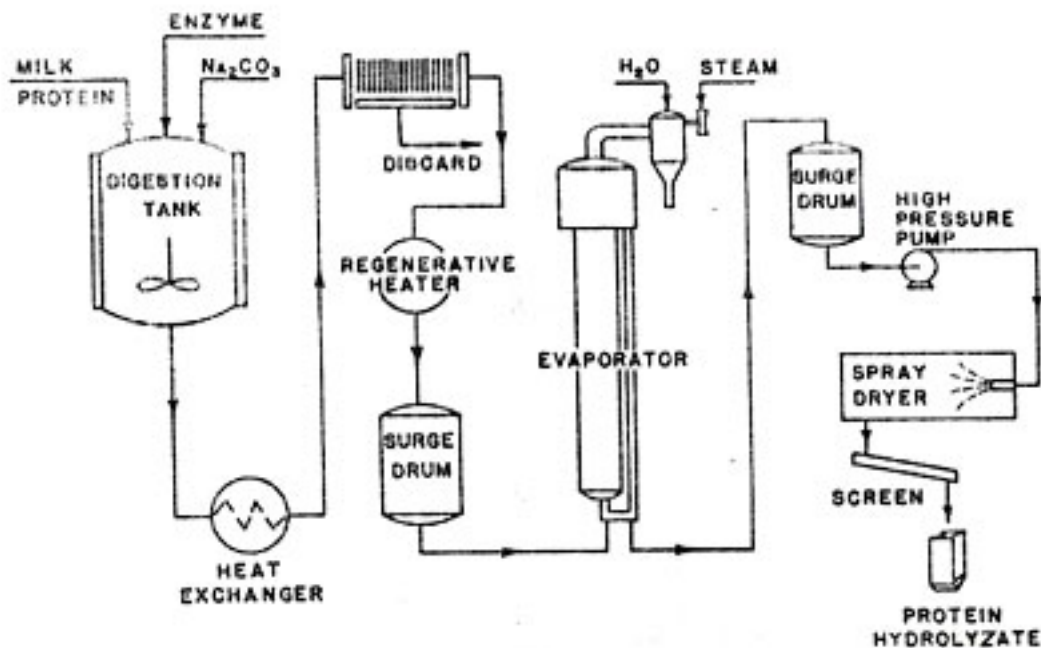 ENZYME
MILK
PROTEIN
Na₂CO₃
DIGESTION
TANK
HEAT
EXCHANGER
DISCARD
REGENERATIVE
HEATER
SURGE
DRUM
H₂O
STEAM
EVAPORATOR
SURGE
DRUM
HIGH
PRESSURE
PUMP
SPRAY
DRYER
SCREEN
PROTEIN
HYDROLYZATE